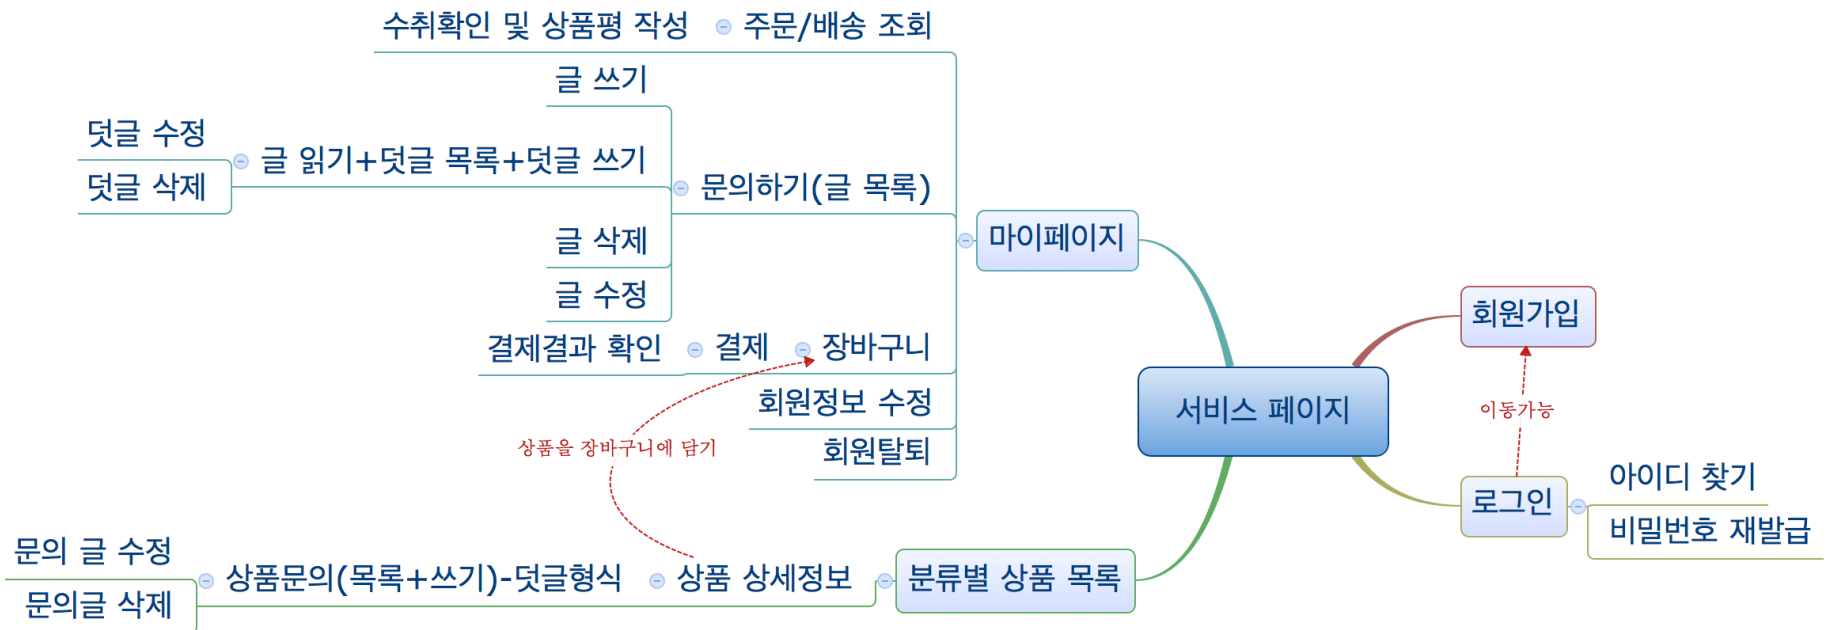 수취확인 및 상품평 작성
주문/배송 조회
글 쓰기
덧글 수정
덧글 삭제
글 읽기+덧글 목록+덧글 쓰기
문의하기(글 목록)
글 삭제
글 수정
마이페이지
결제결과 확인
결제
장바구니
회원정보 수정
회원탈퇴
상품을 장바구니에 담기
회원가입
서비스 페이지
이동가능
로그인
아이디 찾기
비밀번호 재발급
문의 글 수정
문의글 삭제
상품문의(목록+쓰기)-덧글형식
상품 상세정보
분류별 상품 목록